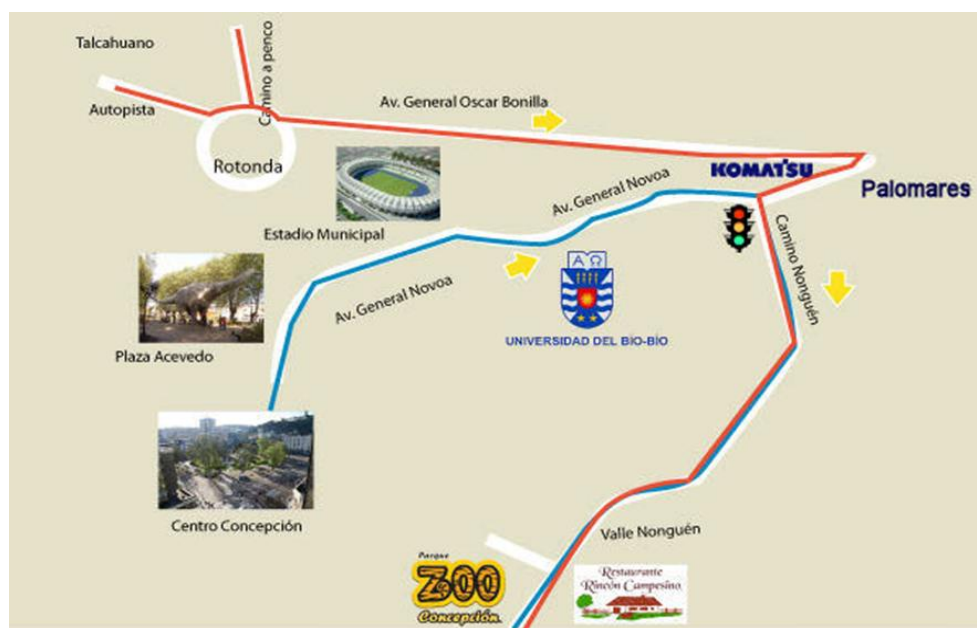 Talcahuano
Camino a penco
Autopista
Av. General Oscar Bonilla
Rotonda
KOMATSU
Palomares
Estadio Municipal
Av. General Novoa
Camino Nonguén
Av. General Novoa
ΑΩ
UNIVERSIDAD DEL BÍO-BÍO
Plaza Acevedo
Centro Concepción
Valle Nonguén
Parque
ZOO
Concepción
Restaurante
Rincón Campesino